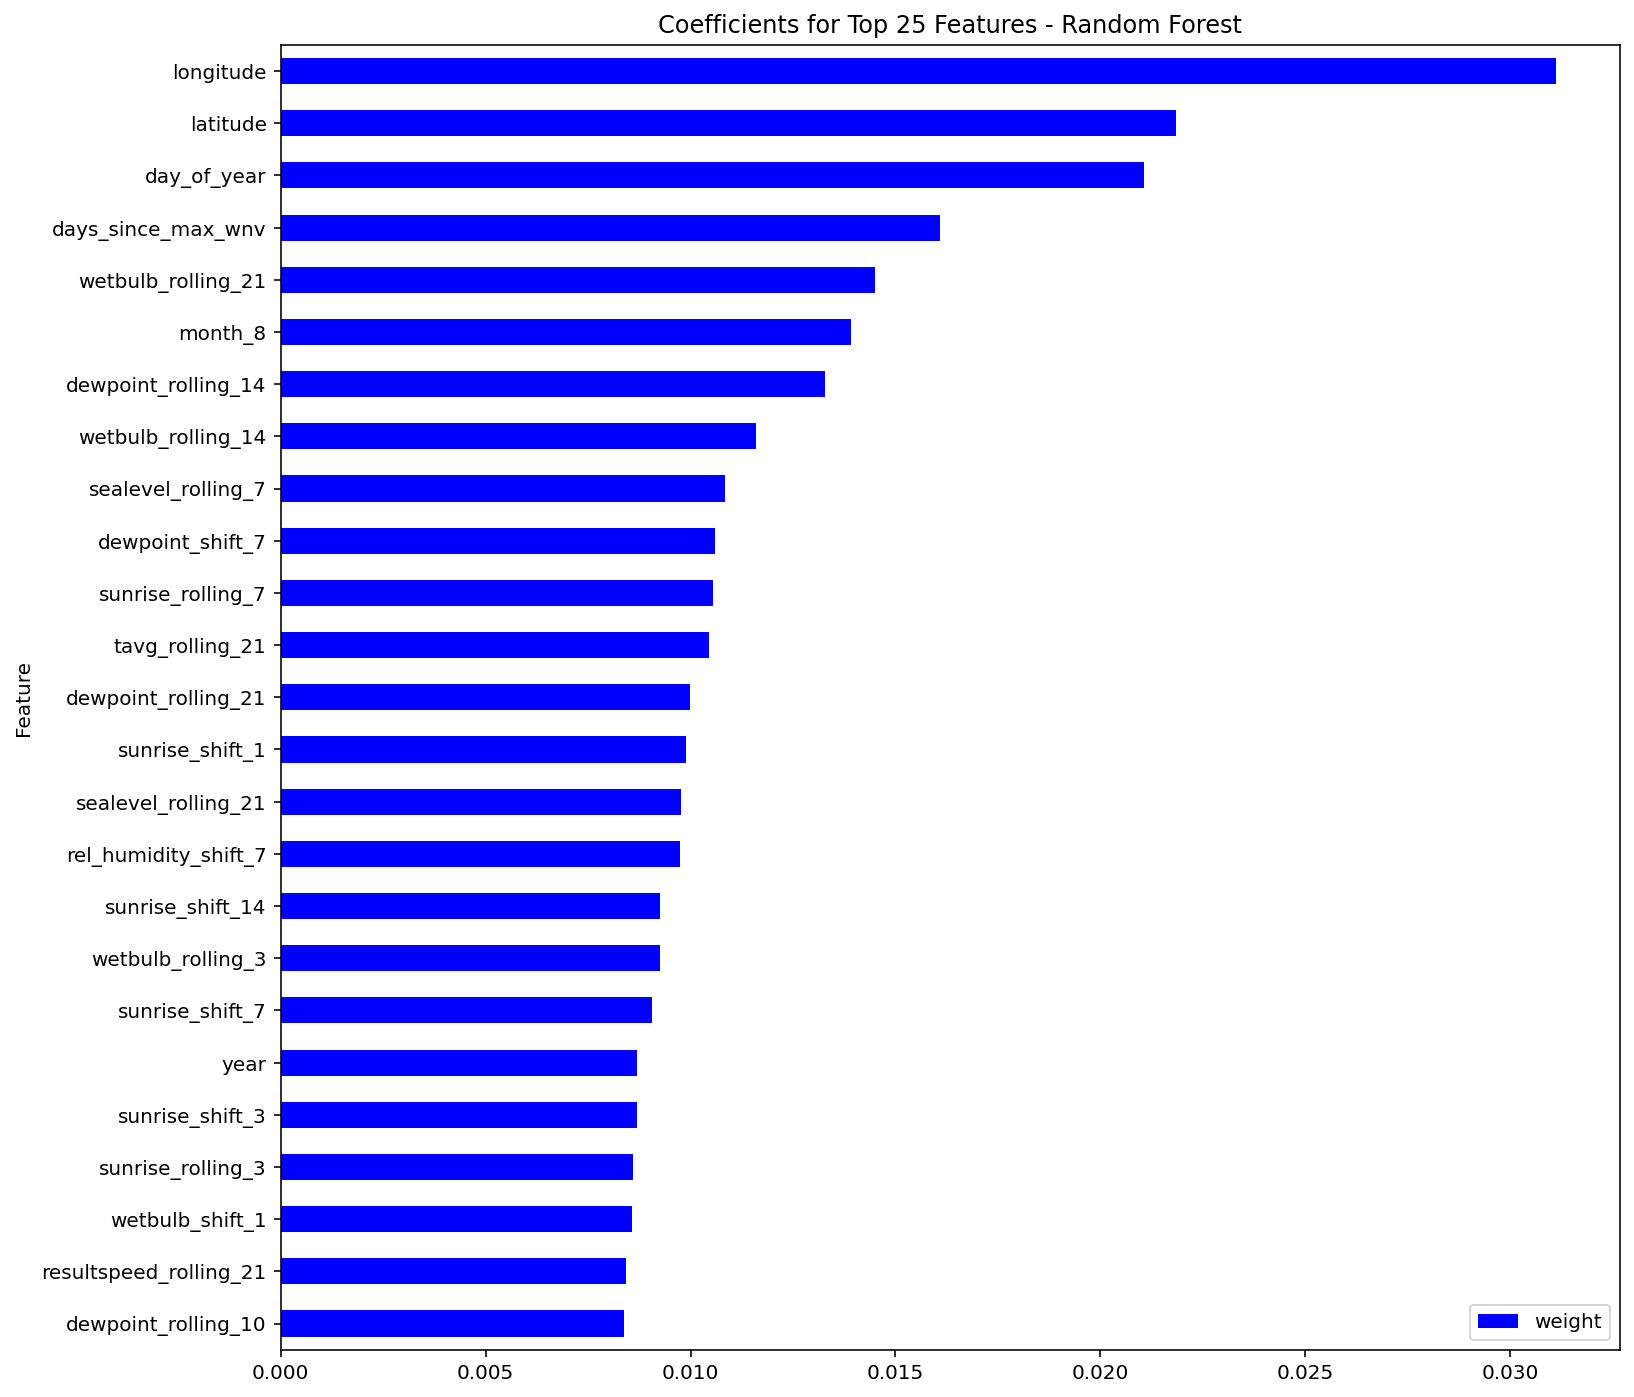 Coefficients for Top 25 Features - Random Forest
longitude
latitude
day_of_year
days_since_max_wnv
wetbulb_rolling_21
month_8
dewpoint_rolling_14
wetbulb_rolling_14
sealevel_rolling_7
dewpoint_shift_7
sunrise_rolling_7
tavg_rolling_21
dewpoint_rolling_21
sunrise_shift_1
sealevel_rolling_21
rel_humidity_shift_7
sunrise_shift_14
wetbulb_rolling_3
sunrise_shift_7
year
sunrise_shift_3
sunrise_rolling_3
wetbulb_shift_1
resultspeed_rolling_21
dewpoint_rolling_10
Feature
weight
0.000 0.005 0.010 0.015 0.020 0.025 0.030